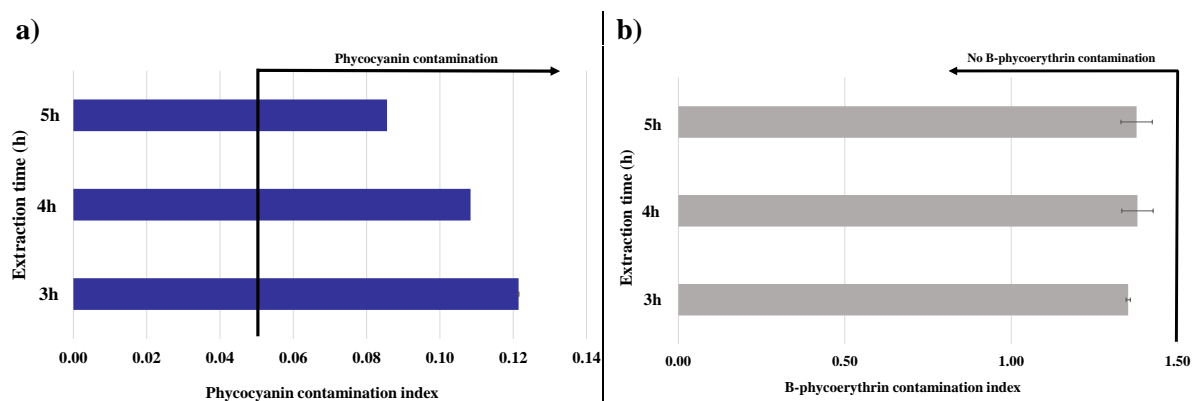 a)
Phycocyanin contamination
Extraction time (h)
5h
4h
3h
0.00 0.02 0.04 0.06 0.08 0.10 0.12 0.14
Phycocyanin contamination index
b)
No B-phycoerythrin contamination
Extraction time (h)
5h
4h
3h
0.00 0.50 1.00 1.50
B-phycoerythrin contamination index